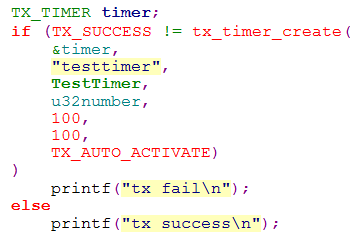 TX_TIMER timer;
if (TX_SUCCESS != tx_timer_create(
&timer,
"testtimer",
TestTimer,
u32number,
100,
100,
TX_AUTO_ACTIVATE)
)
printf("tx fail\n");
else
printf("tx success\n");